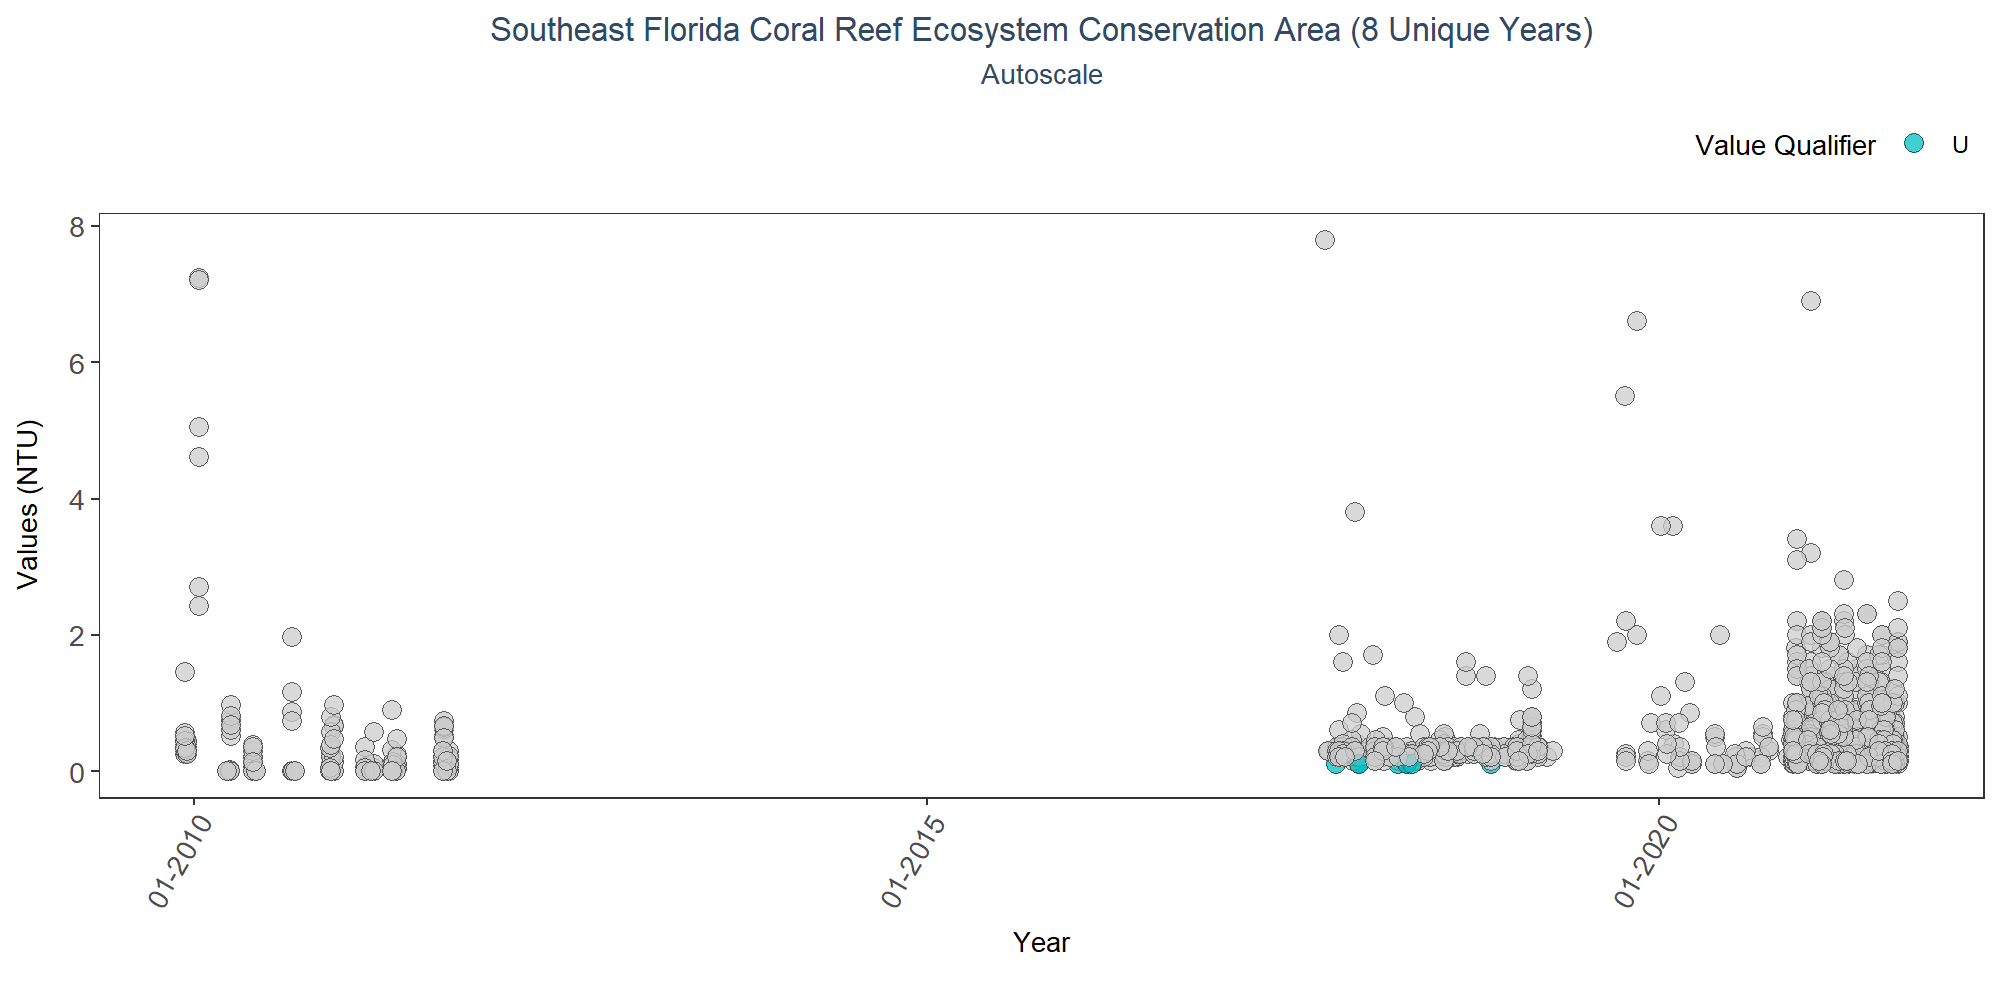 Southeast Florida Coral Reef Ecosystem Conservation Area (8 Unique Years)
Autoscale
Value Qualifier U
Values (NTU)
8
6
4
2
0
01-2010
01-2015
01-2020
Year